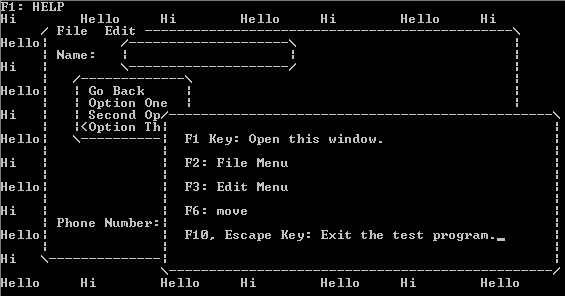 F1: HELP
Hi Hello Hi Hello Hi Hello Hi
File Edit
Hello
Name:
Hi
Hello Go Back
Option One
Hi Second Op
<Option Th
Hello F1 Key: Open this window.
Hi F2: File Menu
Hello F3: Edit Menu
Hi F6: move
Phone Number:
Hello F10, Escape Key: Exit the test program._
Hi
Hello Hi Hello Hi Hello Hi Hello